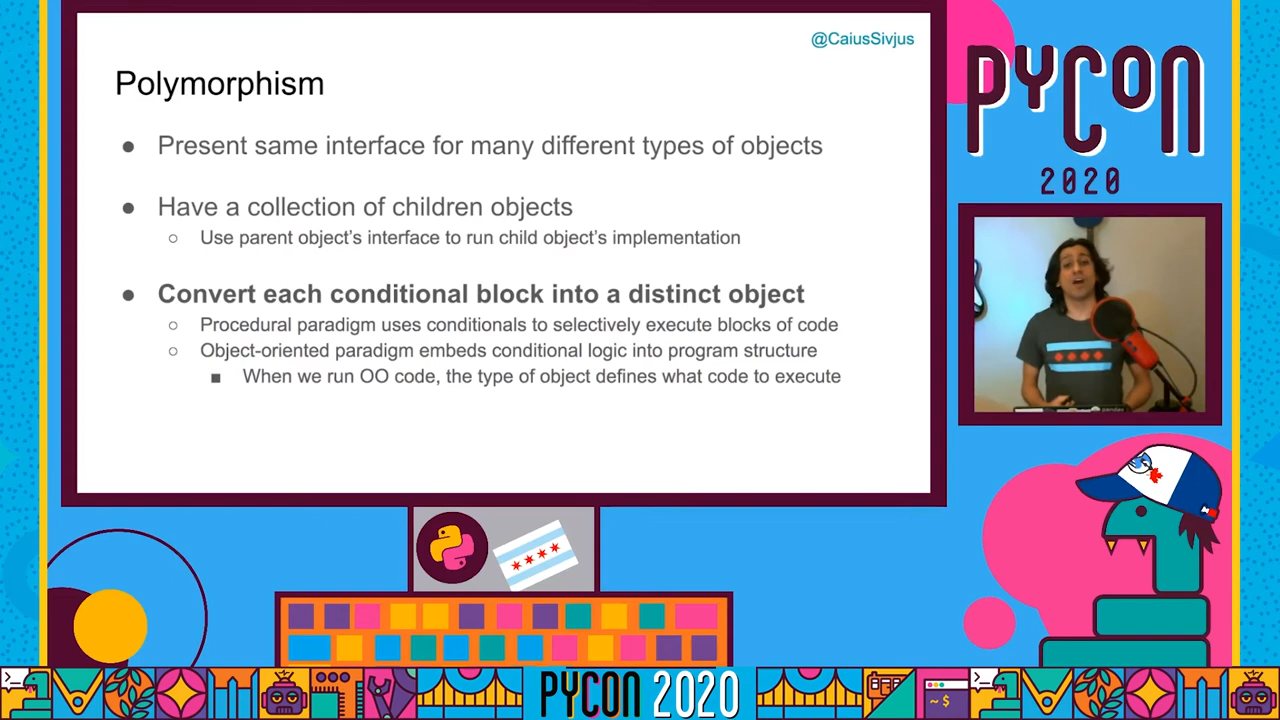 @CaiusSivjus
Polymorphism
● Present same interface for many different types of objects
● Have a collection of children objects
○ Use parent object's interface to run child object's implementation
● Convert each conditional block into a distinct object
○ Procedural paradigm uses conditionals to selectively execute blocks of code
○ Object-oriented paradigm embeds conditional logic into program structure
■ When we run OO code, the type of object defines what code to execute
PYCON
2020
pandas
PYCON 2020
>_
~$
>_